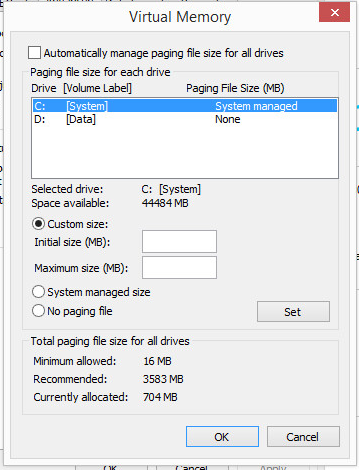 Virtual Memory
Automatically manage paging file size for all drives
Paging file size for each drive
Drive [Volume Label] Paging File Size (MB)
C: [System] System managed
D: [Data] None
Selected drive: C: [System]
Space available: 44484 MB
Custom size:
Initial size (MB):
Maximum size (MB):
System managed size
No paging file
Set
Total paging file size for all drives
Minimum allowed: 16 MB
Recommended: 3583 MB
Currently allocated: 704 MB
OK Cancel
OK Cancel Apply